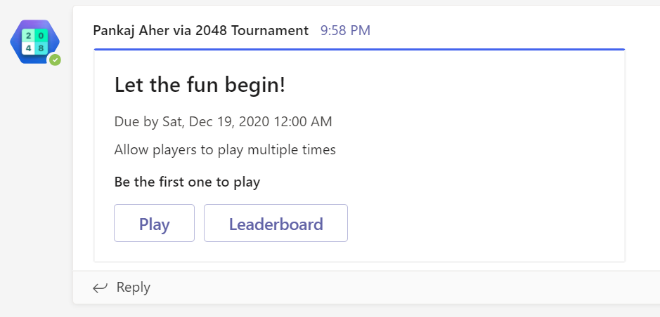 2 0
4 8
Pankaj Aher via 2048 Tournament 9:58 PM
Let the fun begin!
Due by Sat, Dec 19, 2020 12:00 AM
Allow players to play multiple times
Be the first one to play
Play Leaderboard
Reply